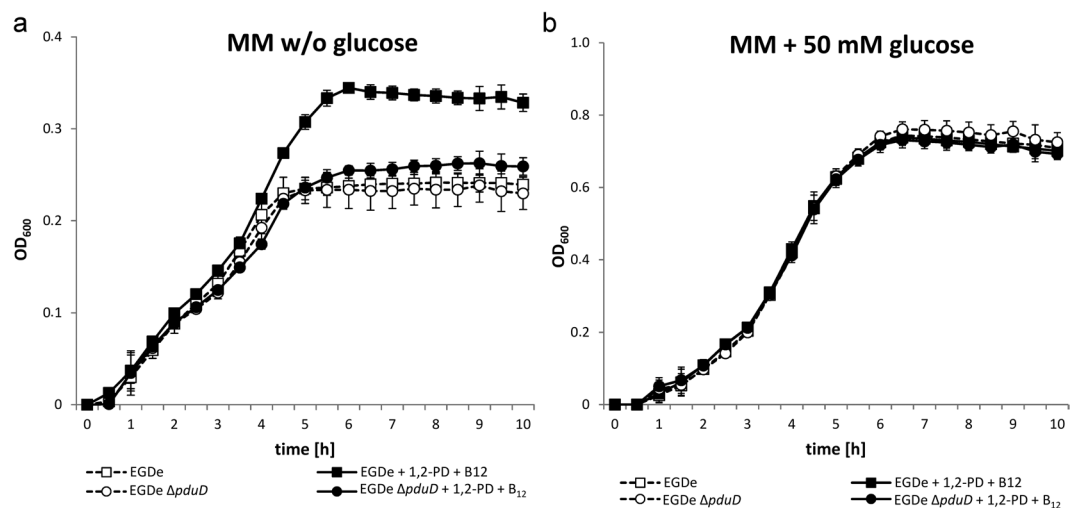 a
MM w/o glucose
0.4
0.3
0.2
0.1
0
OD600
0 1 2 3 4 5 6 7 8 9 10
time [h]
EGDe
EGDe + 1,2-PD + B12
EGDe ΔpduD
EGDe ΔpduD + 1,2-PD + B12
b
MM + 50 mM glucose
1.0
0.8
0.6
0.4
0.2
0
OD600
0 1 2 3 4 5 6 7 8 9 10
time [h]
EGDe
EGDe + 1,2-PD + B12
EGDe ΔpduD
EGDe ΔpduD + 1,2-PD + B12